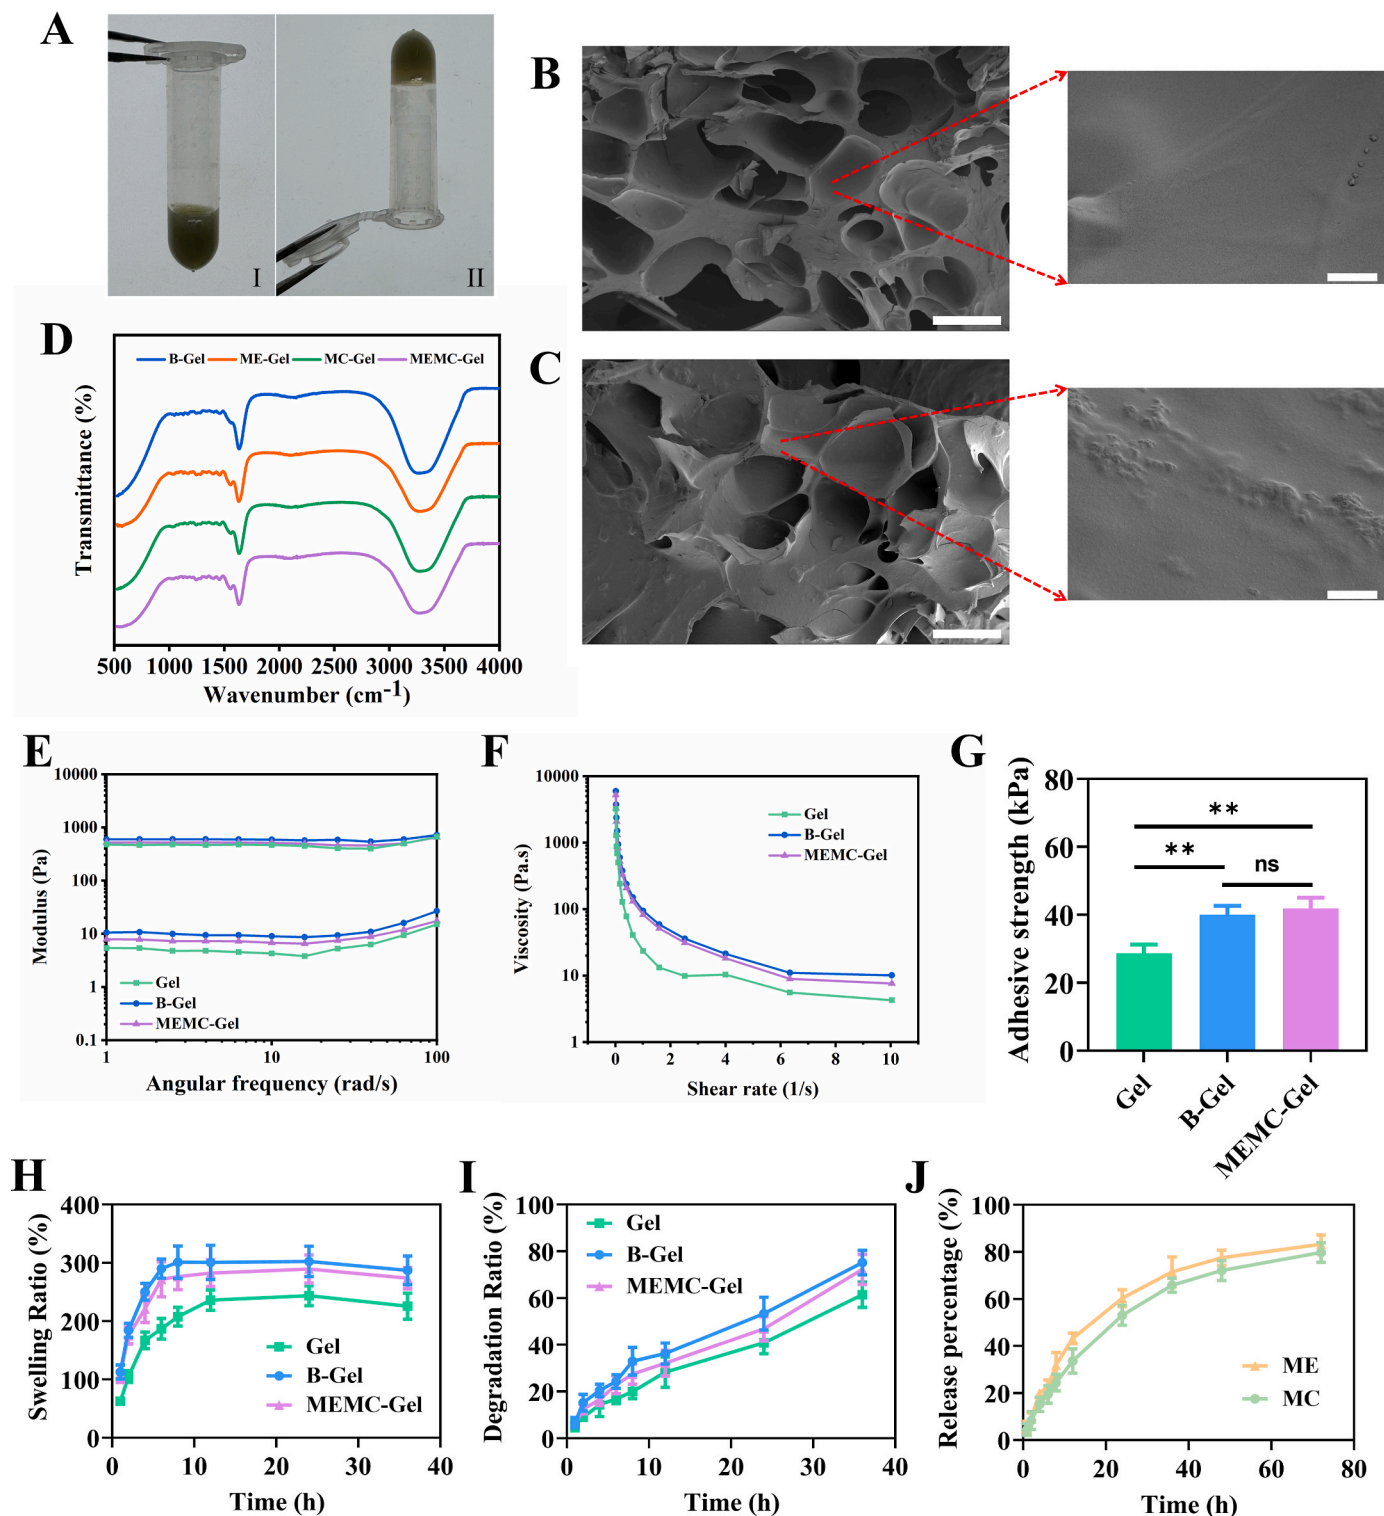 A
I
II
B
C
D
B-Gel
ME-Gel
MC-Gel
MEMC-Gel
Transmittance (%)
500 1000 1500 2000 2500 3000 3500 4000
Wavenumber (cm-1)
E
10000
1000
100
10
1
0.1
Modulus (Pa)
Gel
B-Gel
MEMC-Gel
1 10 100
Angular frequency (rad/s)
F
10000
1000
100
10
1
Viscosity (Pa.s)
Gel
B-Gel
MEMC-Gel
0 2 4 6 8 10
Shear rate (1/s)
G
80
60
40
20
0
Adhesive strength (kPa)
**
**
ns
Gel
B-Gel
MEMC-Gel
H
400
300
200
100
0
Swelling Ratio (%)
Gel
B-Gel
MEMC-Gel
0 10 20 30 40
Time (h)
I
100
80
60
40
20
0
Degradation Ratio (%)
Gel
B-Gel
MEMC-Gel
0 10 20 30 40
Time (h)
J
100
80
60
40
20
0
Release percentage (%)
ME
MC
0 20 40 60 80
Time (h)